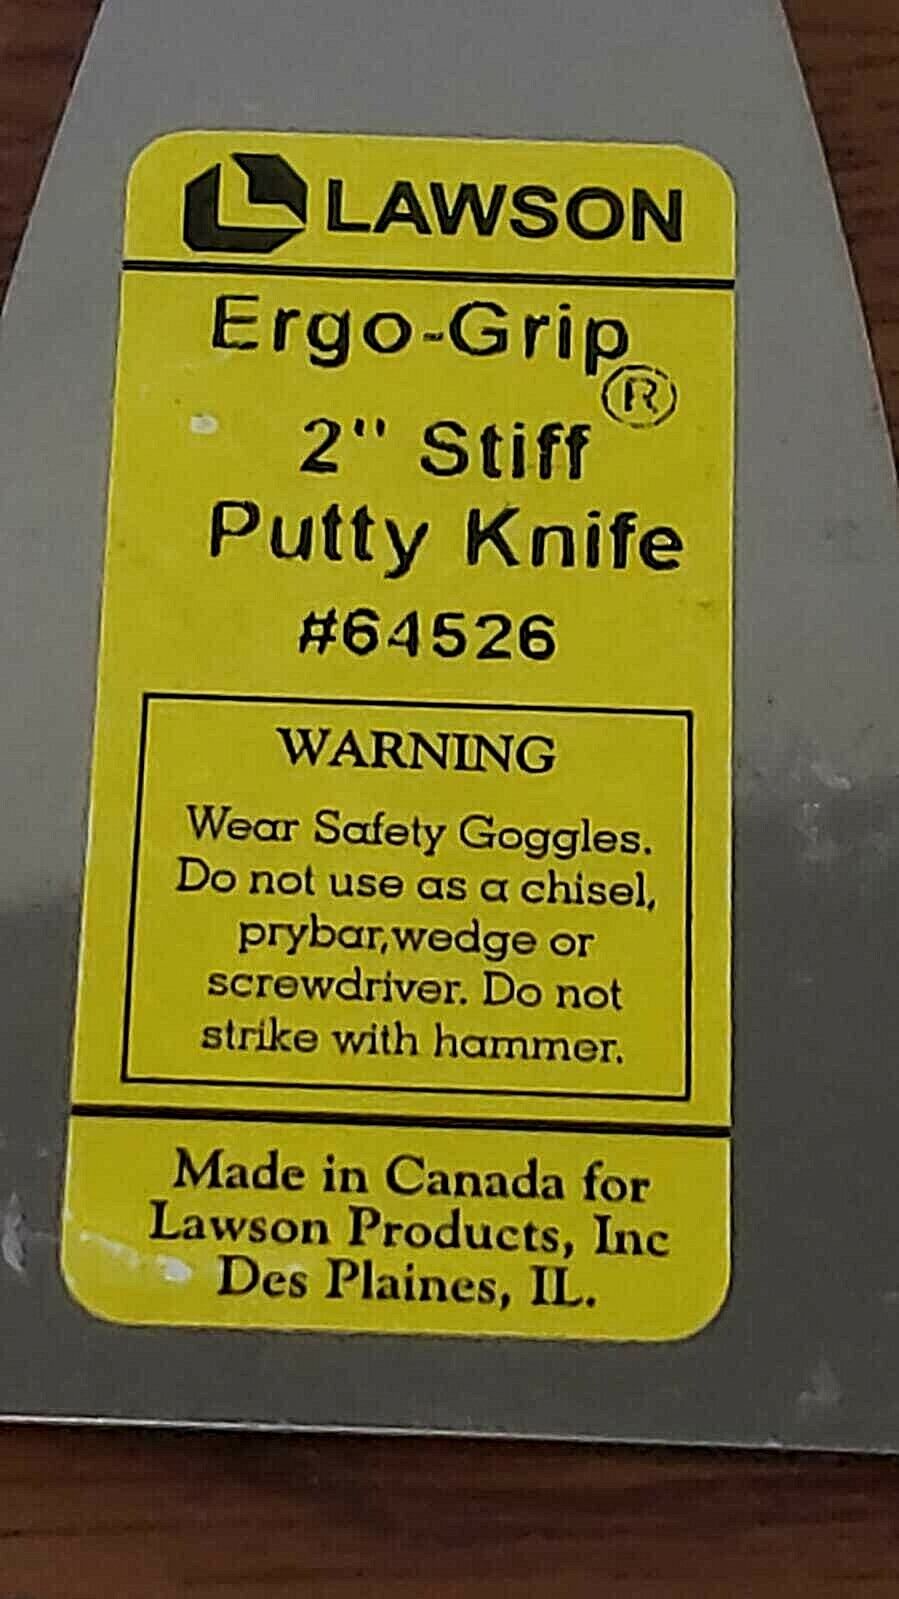 LAWSON
Ergo-Grip®
2" Stiff
Putty Knife
#64526
WARNING
Wear Safety Goggles.
Do not use as a chisel,
prybar,wedge or
screwdriver. Do not
strike with hammer.
Made in Canada for
Lawson Products, Inc
Des Plaines, IL.